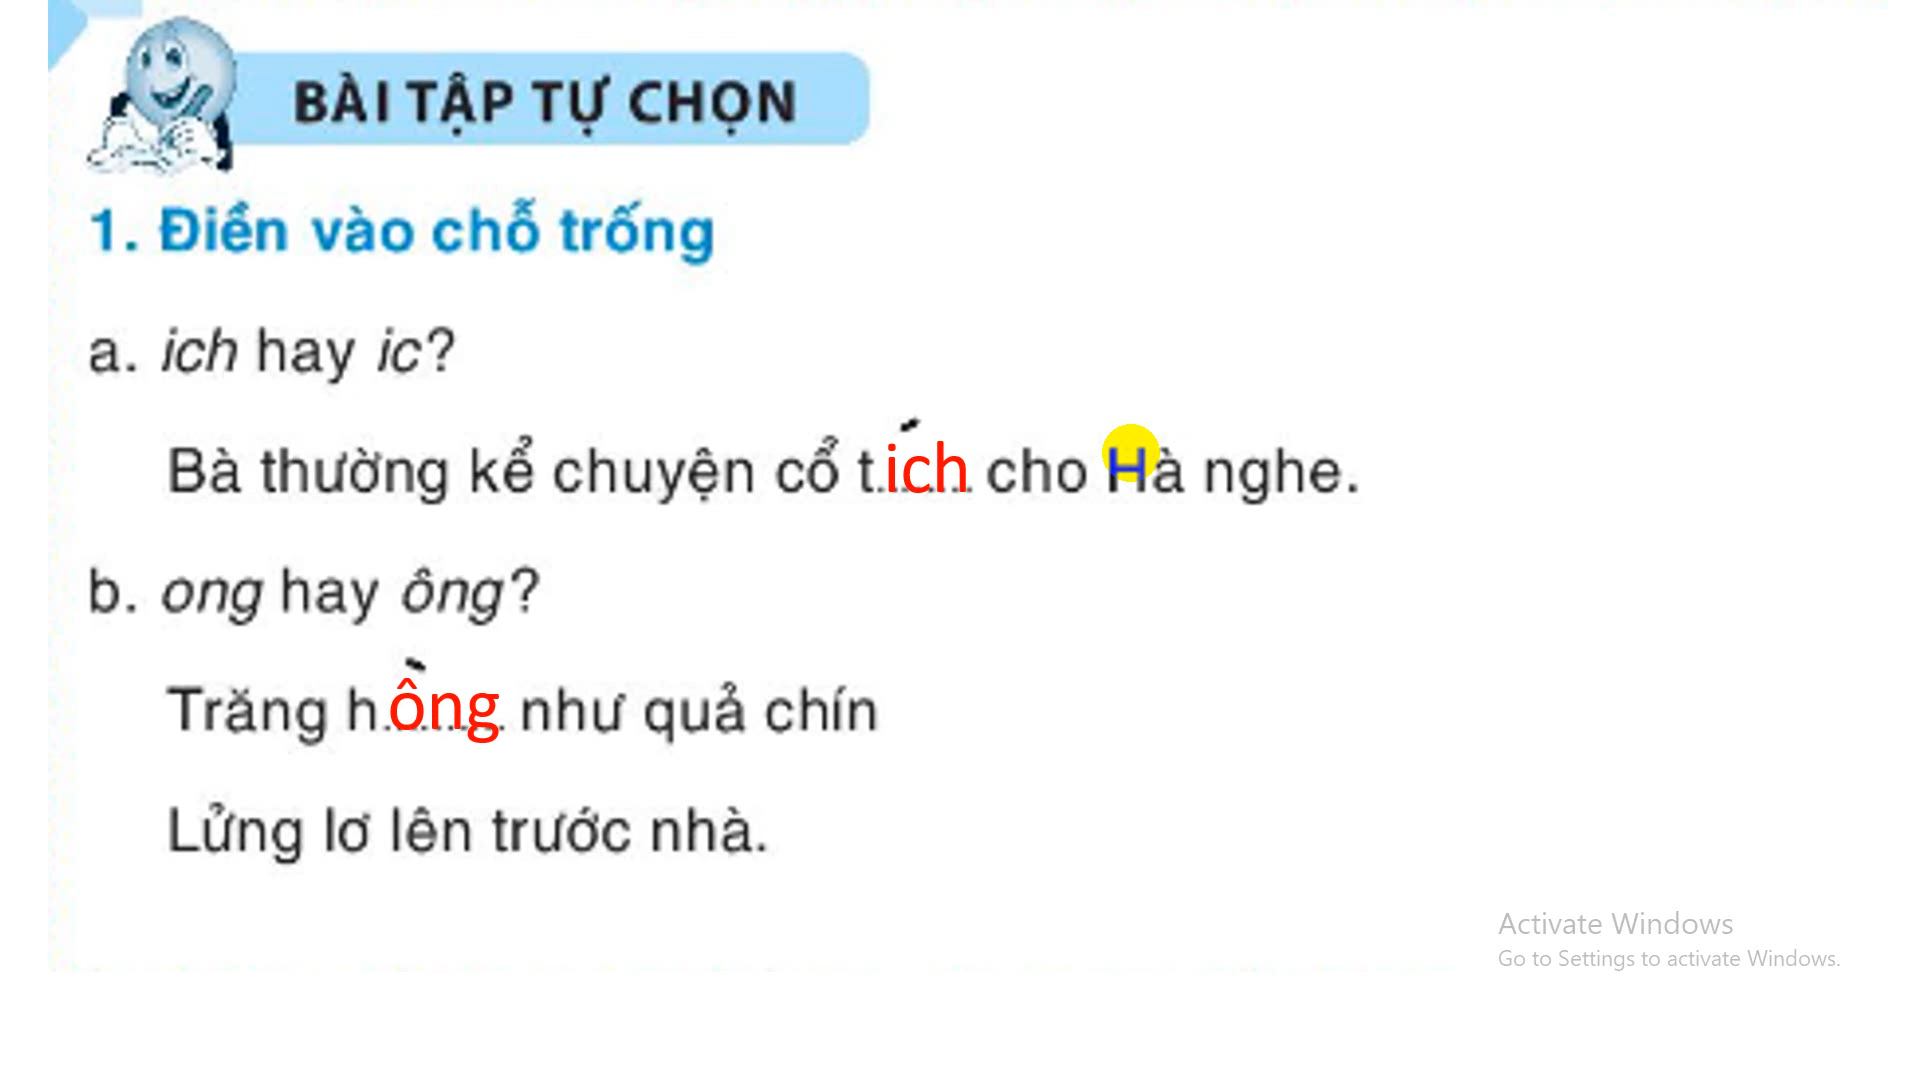 BÀI TẬP TỰ CHỌN
1. Điền vào chỗ trống
a. ich hay ic?
Bà thường kể chuyện cổ tích cho Hà nghe.
b. ong hay ông?
Trăng hồng như quả chín
Lửng lơ lên trước nhà.
Activate Windows
Go to Settings to activate Windows.